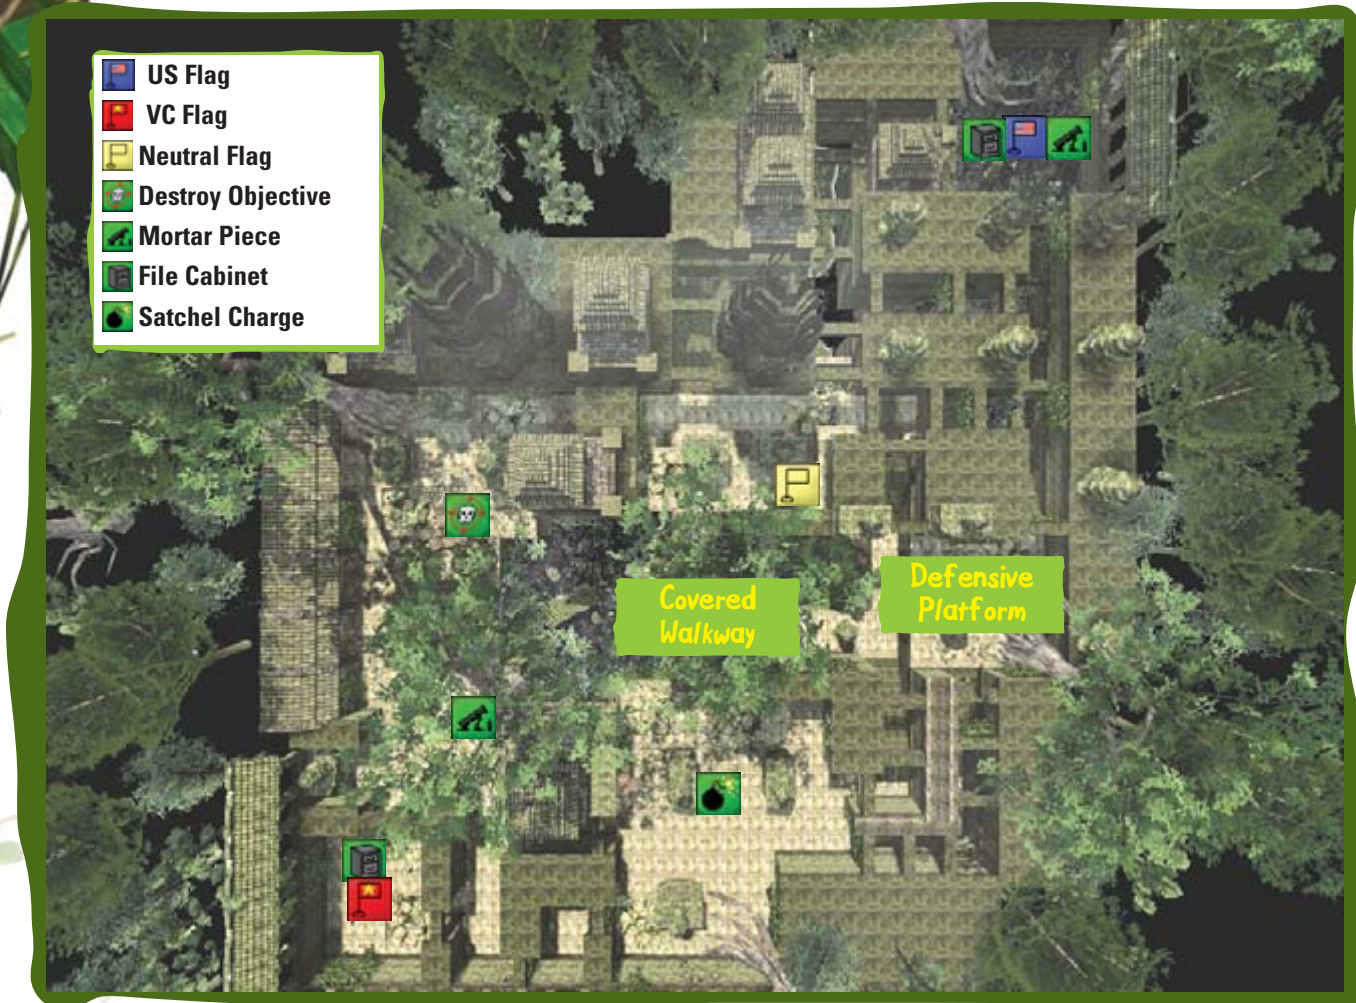 US Flag
VC Flag
Neutral Flag
Destroy Objective
Mortar Piece
File Cabinet
Satchel Charge
Covered
Walkway
Defensive
Platform